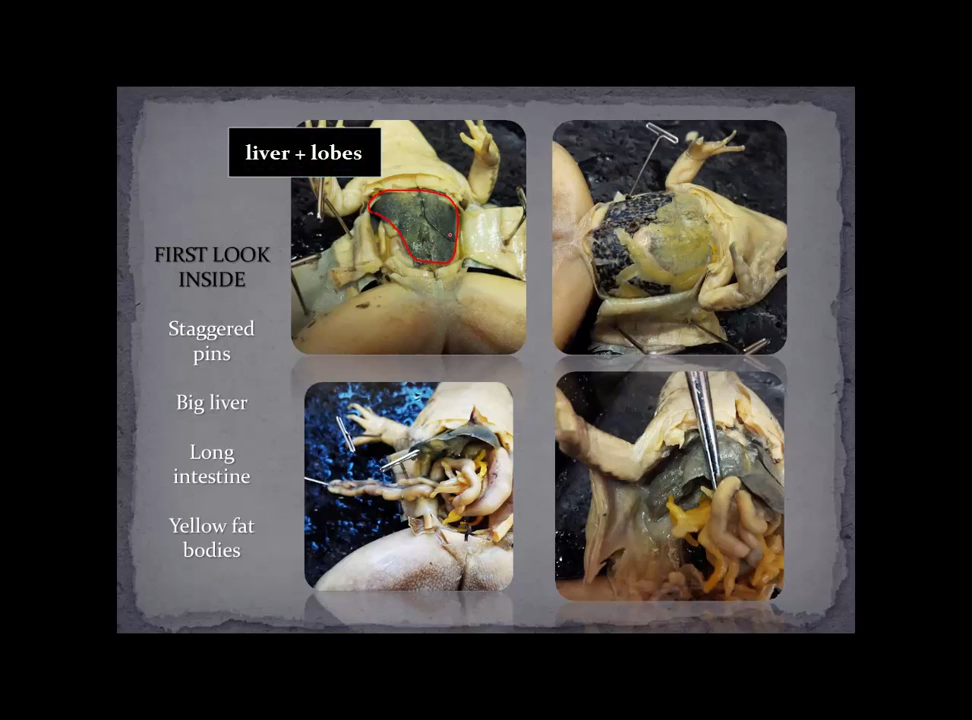 liver + lobes
FIRST LOOK
INSIDE
Staggered
pins
Big liver
Long
intestine
Yellow fat
bodies